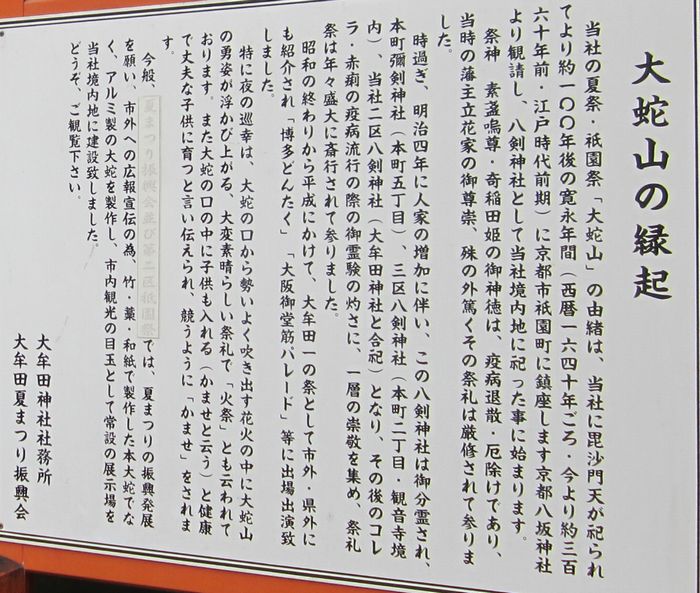 大蛇山の縁起
当社の夏祭・祇園祭「大蛇山」の由緒は、当社に毘沙門天が祀られ
てより約一〇〇年後の寛永年間(西暦一六四十年ごろ・今より約三百
六十年前・江戸時代前期)に京都市祇園町に鎮座します京都八坂神社
より観請し、八剣神社として当社境内地に祀った事に始まります。
祭神 素盞嗚尊・奇稲田姫の御神徳は、疫病退散・厄除けであり、
当時の藩主立花家の御尊崇、殊の外篤くその祭礼は厳修されて参りま
した。
時過ぎ、明治四年に人家の増加に伴い、この八剣神社は御分霊され、
本町彌剣神社(本町五丁目)、三区八剣神社(本町二丁目・観音寺境
内)、当社二区八剣神社(大牟田神社と合祀)となり、その後のコレ
ラ・赤痢の疫病流行の際の御霊験の灼さに、一層の崇敬を集め、祭礼
祭は年々盛大に斎行されて参りました。
昭和の終わりから平成にかけて、大牟田一の祭として市外・県外に
も紹介され「博多どんたく」「大阪御堂筋パレード」等に出場出演致
しました。
特に夜の巡幸は、大蛇の口から勢いよく吹き出す花火の中に大蛇山
の勇姿が浮かび上がる、大変素晴らしい祭礼で「火祭」とも云われて
おります。また大蛇の口の中に子供も入れる(かませと云う)と健康
で丈夫な子供に育つと言い伝えられ、競うように「かませ」をされま
す。
今般 夏まつり振興会並び第二区祇園祭では、夏まつりの振興発展
を願い、市外への広報宣伝の為、竹・藁・和紙で製作した本大蛇でな
く、アルミ製の大蛇を製作し、市内観光の目玉として常設の展示場を
当社境内地に建設致しました。
どうぞ、ご観覧下さい。
大牟田神社社務所
大牟田夏まつり振興会